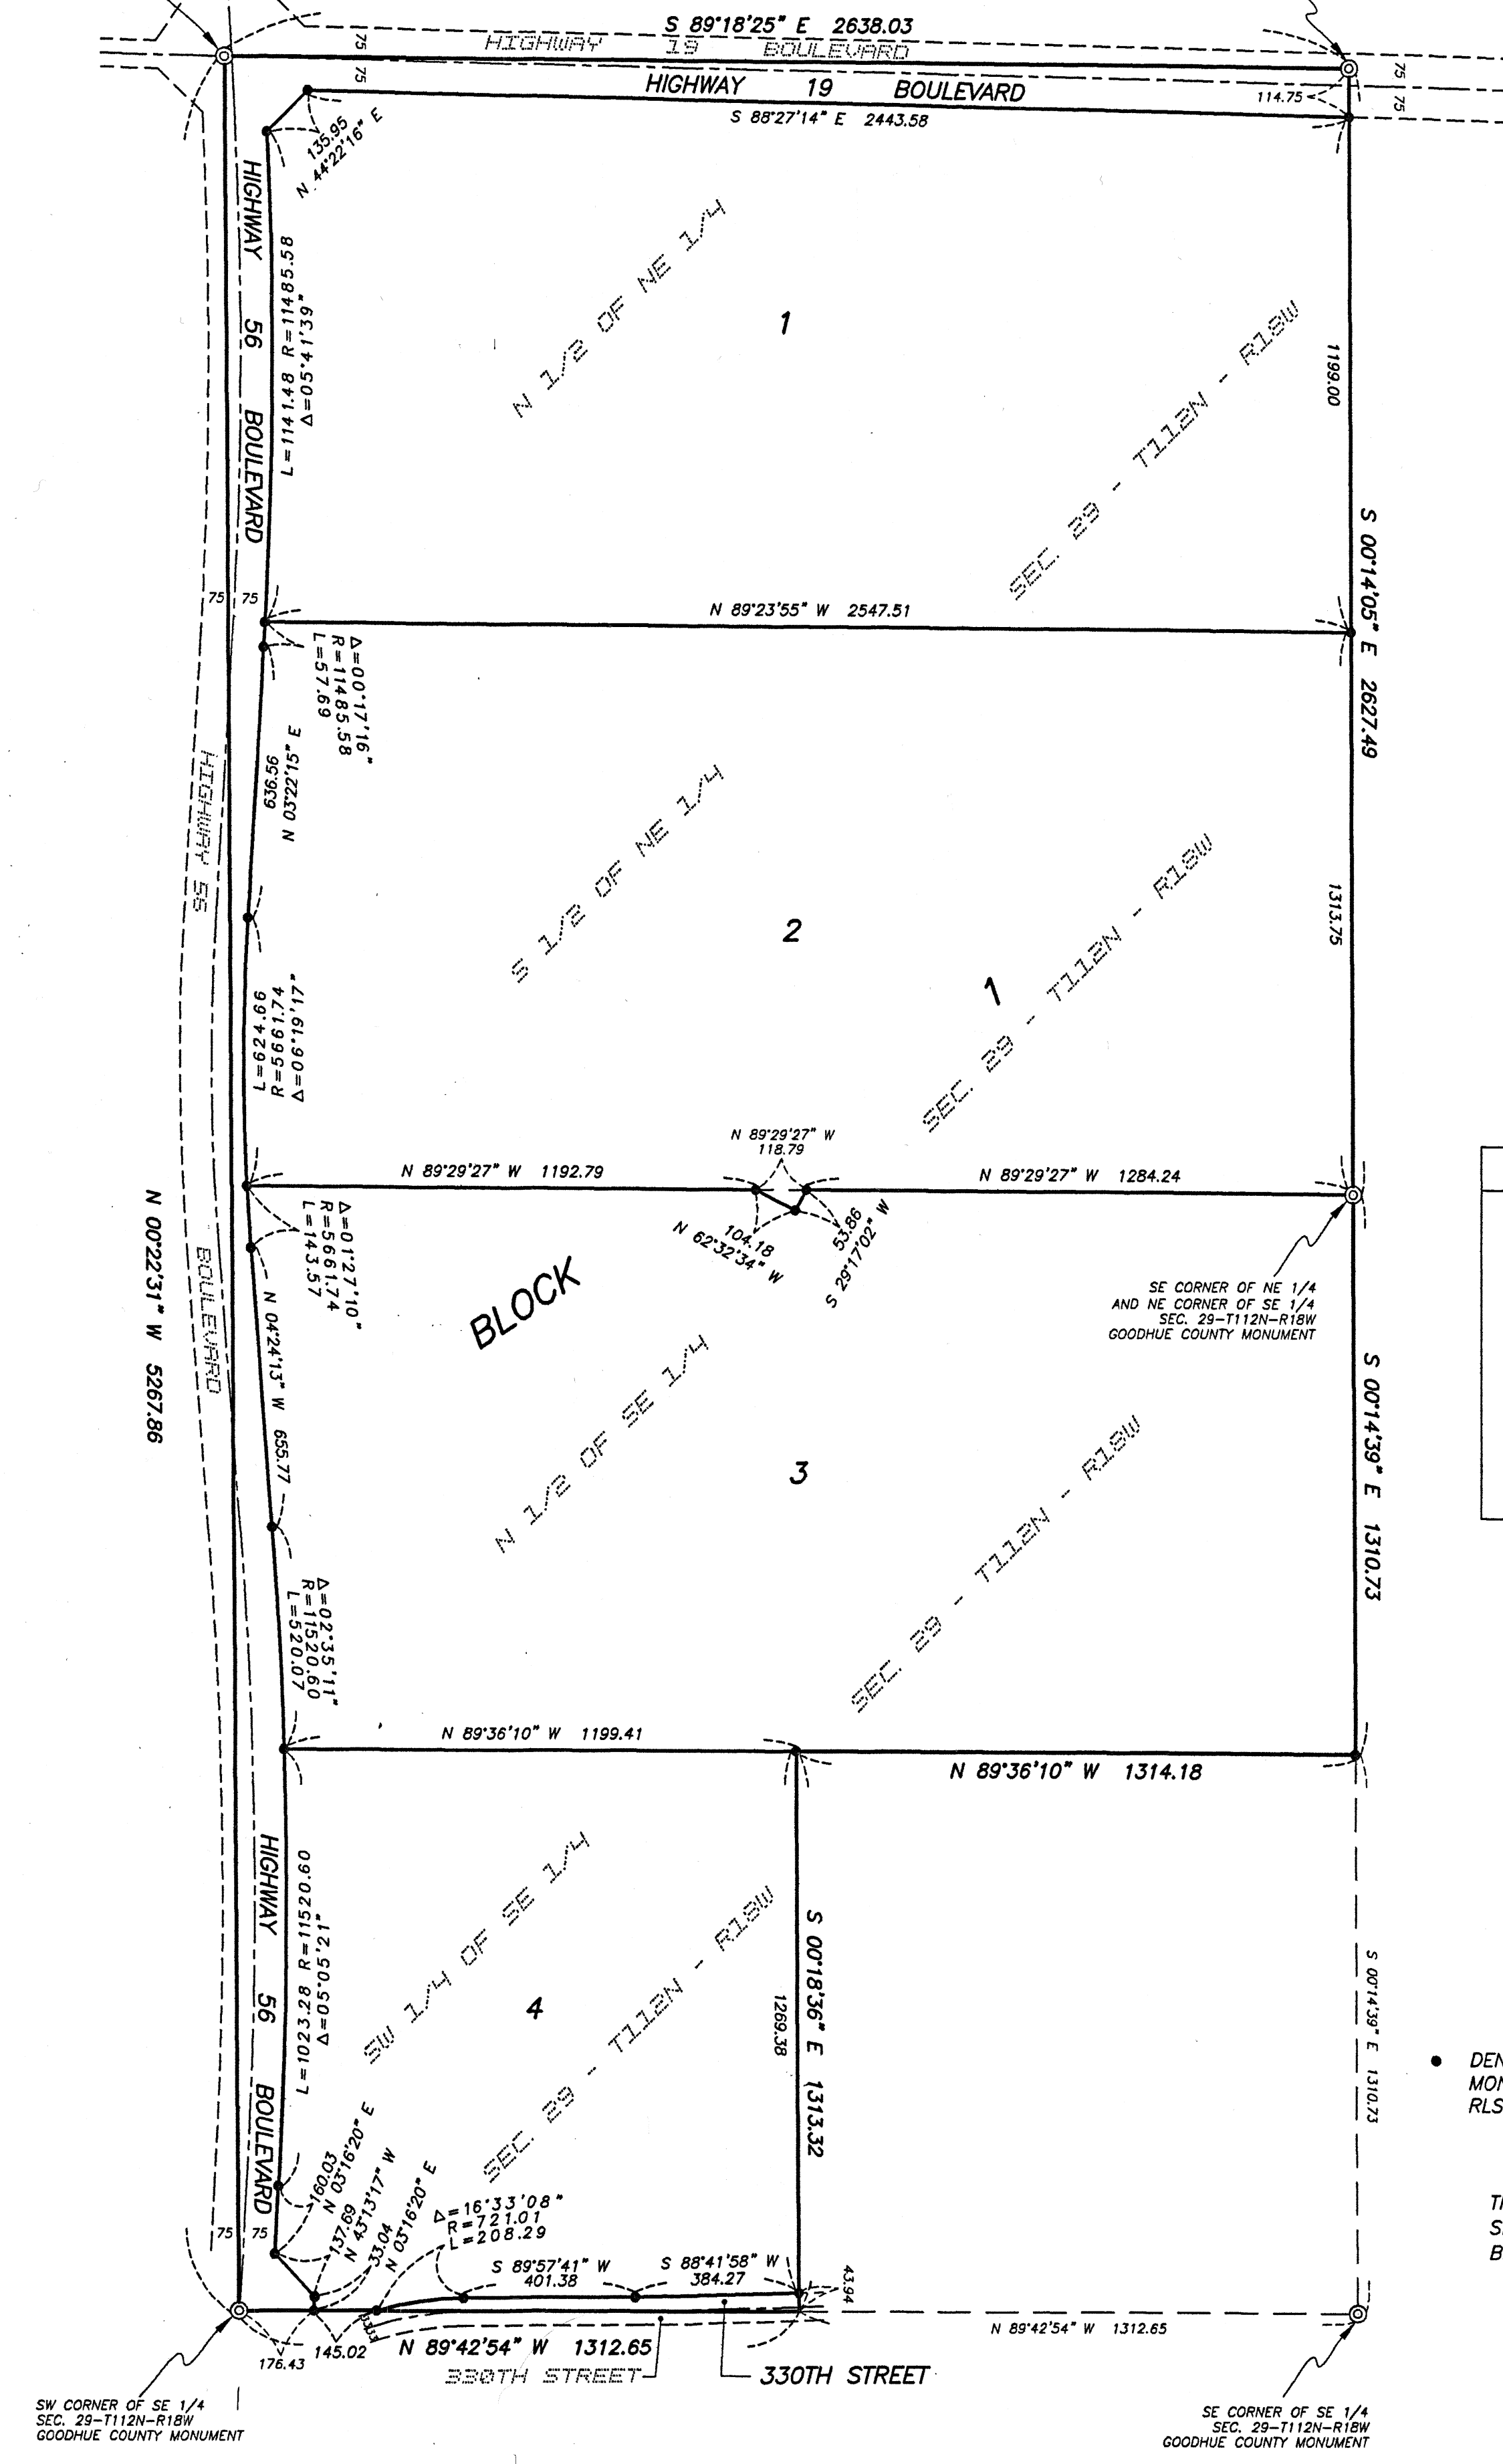 S 89°18'25" E 2638.03
HIGHWAY 19 BOULEVARD
75
75
75
75
HIGHWAY 19 BOULEVARD
S 88°27'14" E 2443.58
114.75
135.95
N 44°22'16" E
HIGHWAY 56 BOULEVARD
L=1141.48 R=11485.58
Δ=05°41'39"
N 1/2 OF NE 1/4
1
SEC. 29 - T112N - R18W
1199.00
S 00°14'05" E 2627.49
75 75
N 89°23'55" W 2547.51
Δ=00°17'16"
R=11485.58
L=57.69
636.56
N 03°22'15" E
HIGHWAY 56
BOULEVARD
S 1/2 OF NE 1/4
2
SEC. 29 - T112N - R18W
1
1313.75
L=624.66
R=5661.74
Δ=06°19'17"
N 89°29'27" W
118.79
N 89°29'27" W 1192.79
N 89°29'27" W 1284.24
104.18
N 62°32'34" W
53.86
S 29°17'02" W
Δ=01°27'10"
R=5661.74
L=143.57
N 00°22'31" W 5267.86
BLOCK
SE CORNER OF NE 1/4
AND NE CORNER OF SE 1/4
SEC. 29-T112N-R18W
GOODHUE COUNTY MONUMENT
N 04°24'13" W 655.77
N 1/2 OF SE 1/4
3
SEC. 29 - T112N - R18W
S 00°14'39" E 1310.73
Δ=02°35'11"
R=11520.60
L=520.07
N 89°36'10" W 1199.41
N 89°36'10" W 1314.18
HIGHWAY 56 BOULEVARD
L=1023.28 R=11520.60
Δ=05°05'21"
SW 1/4 OF SE 1/4
4
SEC. 29 - T112N - R18W
S 00°18'36" E 1313.32
1269.38
S 00°14'39" E 1310.73
DEN
MON
RLS
160.03
N 03°16'20" E
137.69
N 43°13'17" W
33.04
N 03°16'20" E
Δ=16°33'08"
R=721.01
L=208.29
75 75
S 89°57'41" W
401.38
S 88°41'58" W
384.27
43.94
33
33
176.43
145.02
N 89°42'54" W 1312.65
N 89°42'54" W 1312.65
330TH STREET
330TH STREET
SW CORNER OF SE 1/4
SEC. 29-T112N-R18W
GOODHUE COUNTY MONUMENT
SE CORNER OF SE 1/4
SEC. 29-T112N-R18W
GOODHUE COUNTY MONUMENT